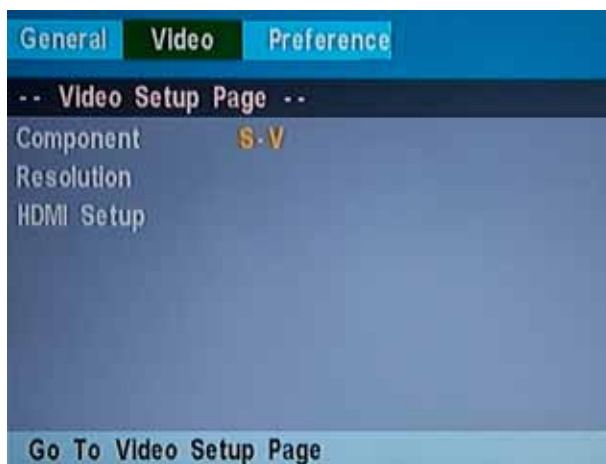 General Video Preference
-- Video Setup Page --
Component S-V
Resolution
HDMI Setup
Go To Video Setup Page